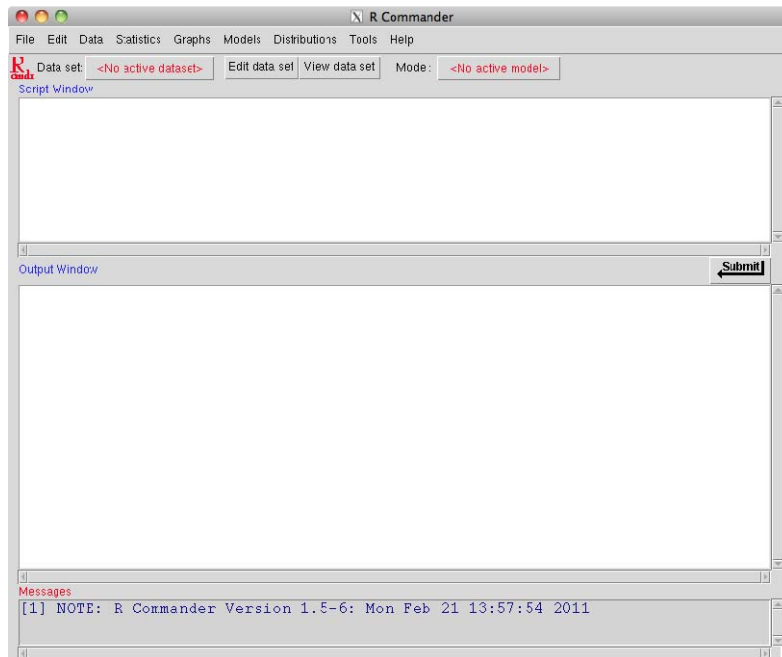 R Commander
File Edit Data Statistics Graphs Models Distributions Tools Help
R cmdr Data set: <No active dataset> Edit data set View data set Mode: <No active model>
Script Window
Output Window Submit
Messages
[1] NOTE: R Commander Version 1.5-6: Mon Feb 21 13:57:54 2011